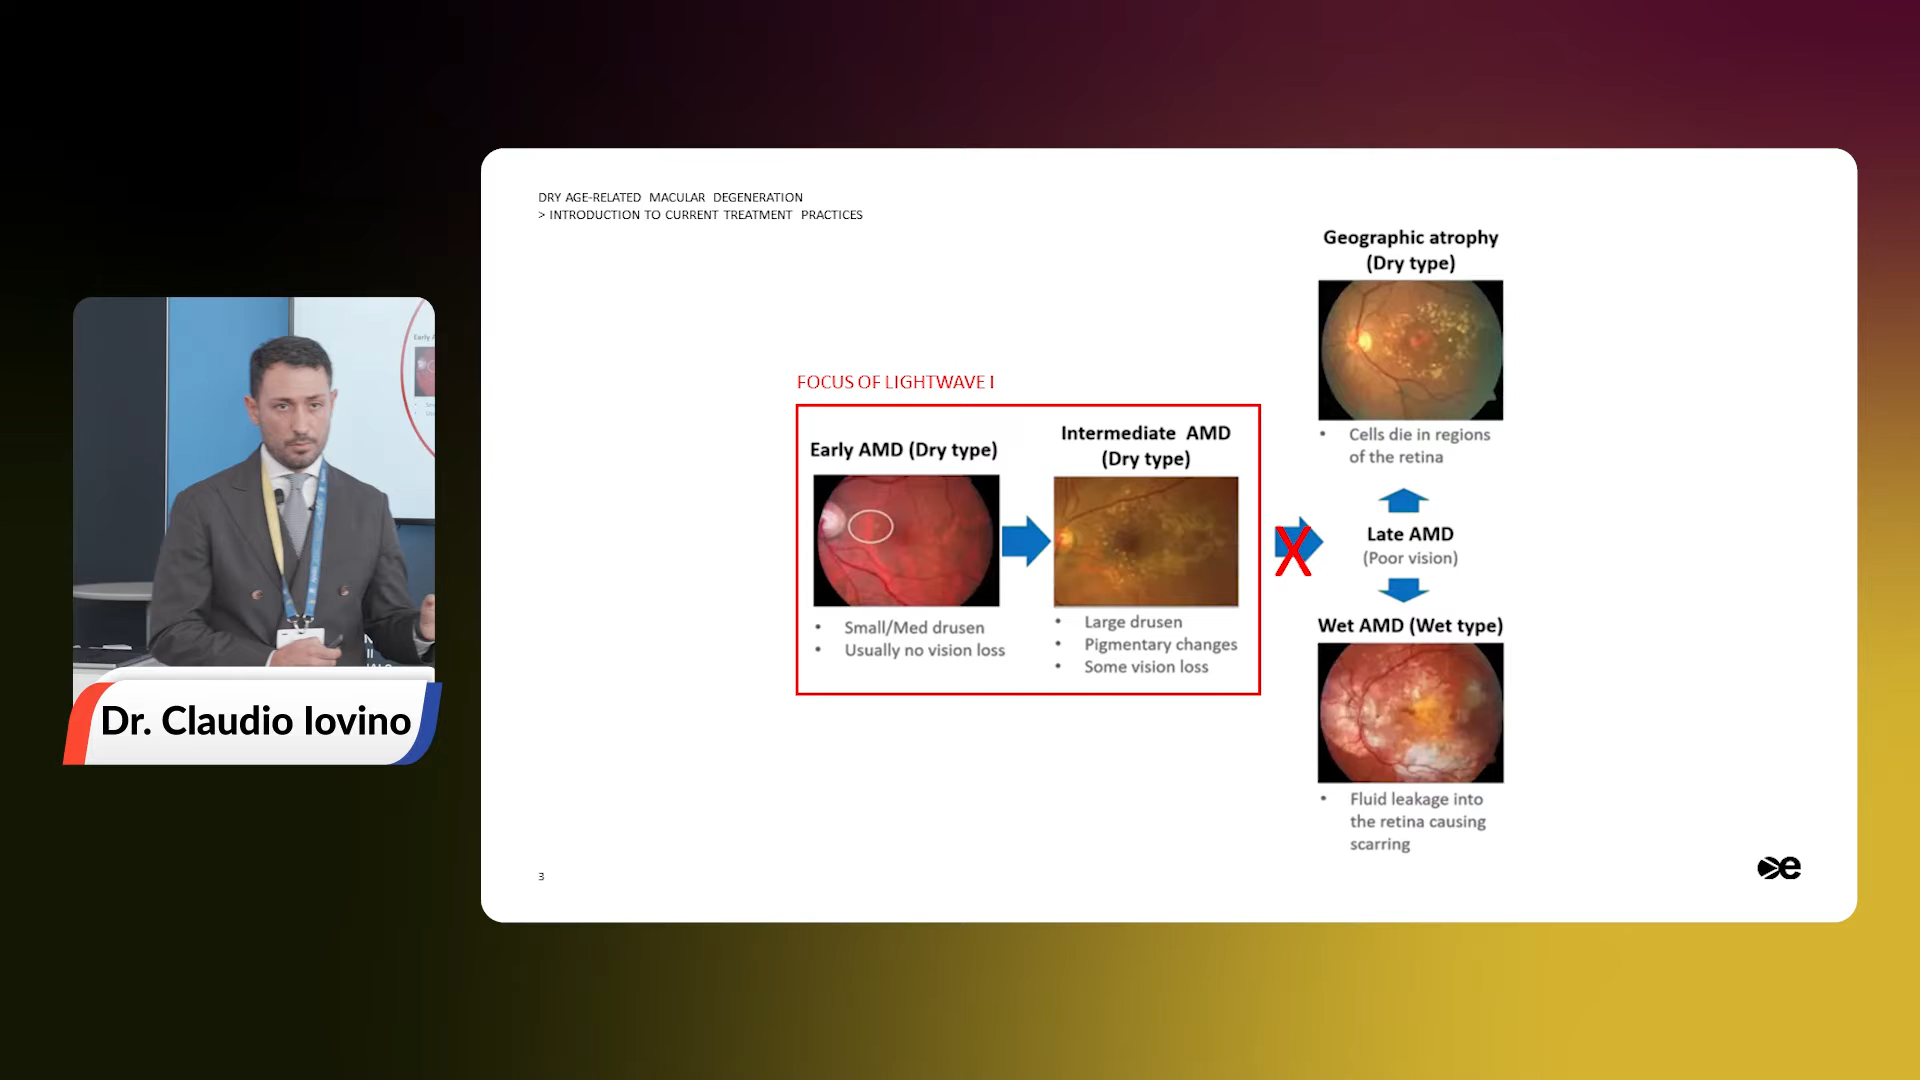 DRY AGE-RELATED MACULAR DEGENERATION
> INTRODUCTION TO CURRENT TREATMENT PRACTICES
FOCUS OF LIGHTWAVE I
Early AMD (Dry type)
• Small/Med drusen
• Usually no vision loss
Intermediate AMD
(Dry type)
• Large drusen
• Pigmentary changes
• Some vision loss
X
Geographic atrophy
(Dry type)
• Cells die in regions
of the retina
Late AMD
(Poor vision)
Wet AMD (Wet type)
• Fluid leakage into
the retina causing
scarring
3
e
Dr. Claudio Iovino